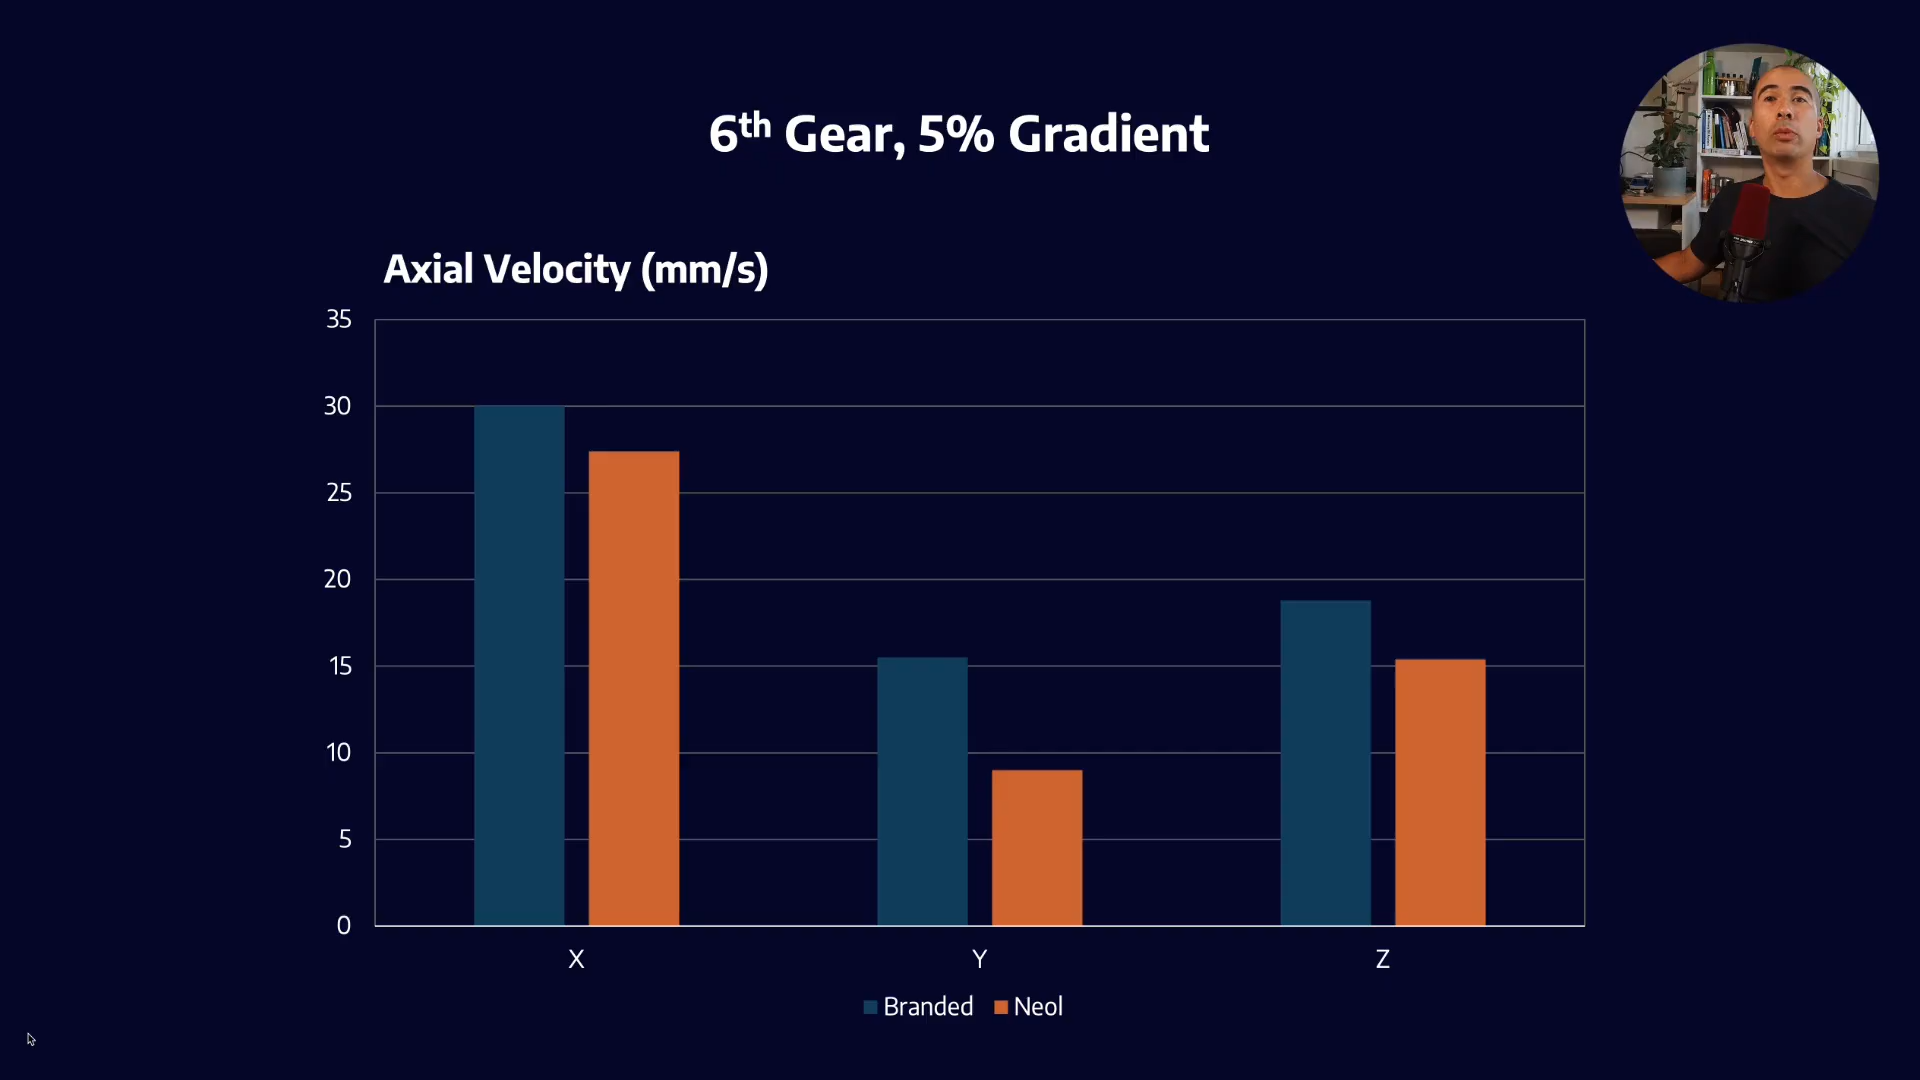 6th Gear, 5% Gradient
Axial Velocity (mm/s)
35
30
25
20
15
10
5
0
X Y Z
Branded Neol